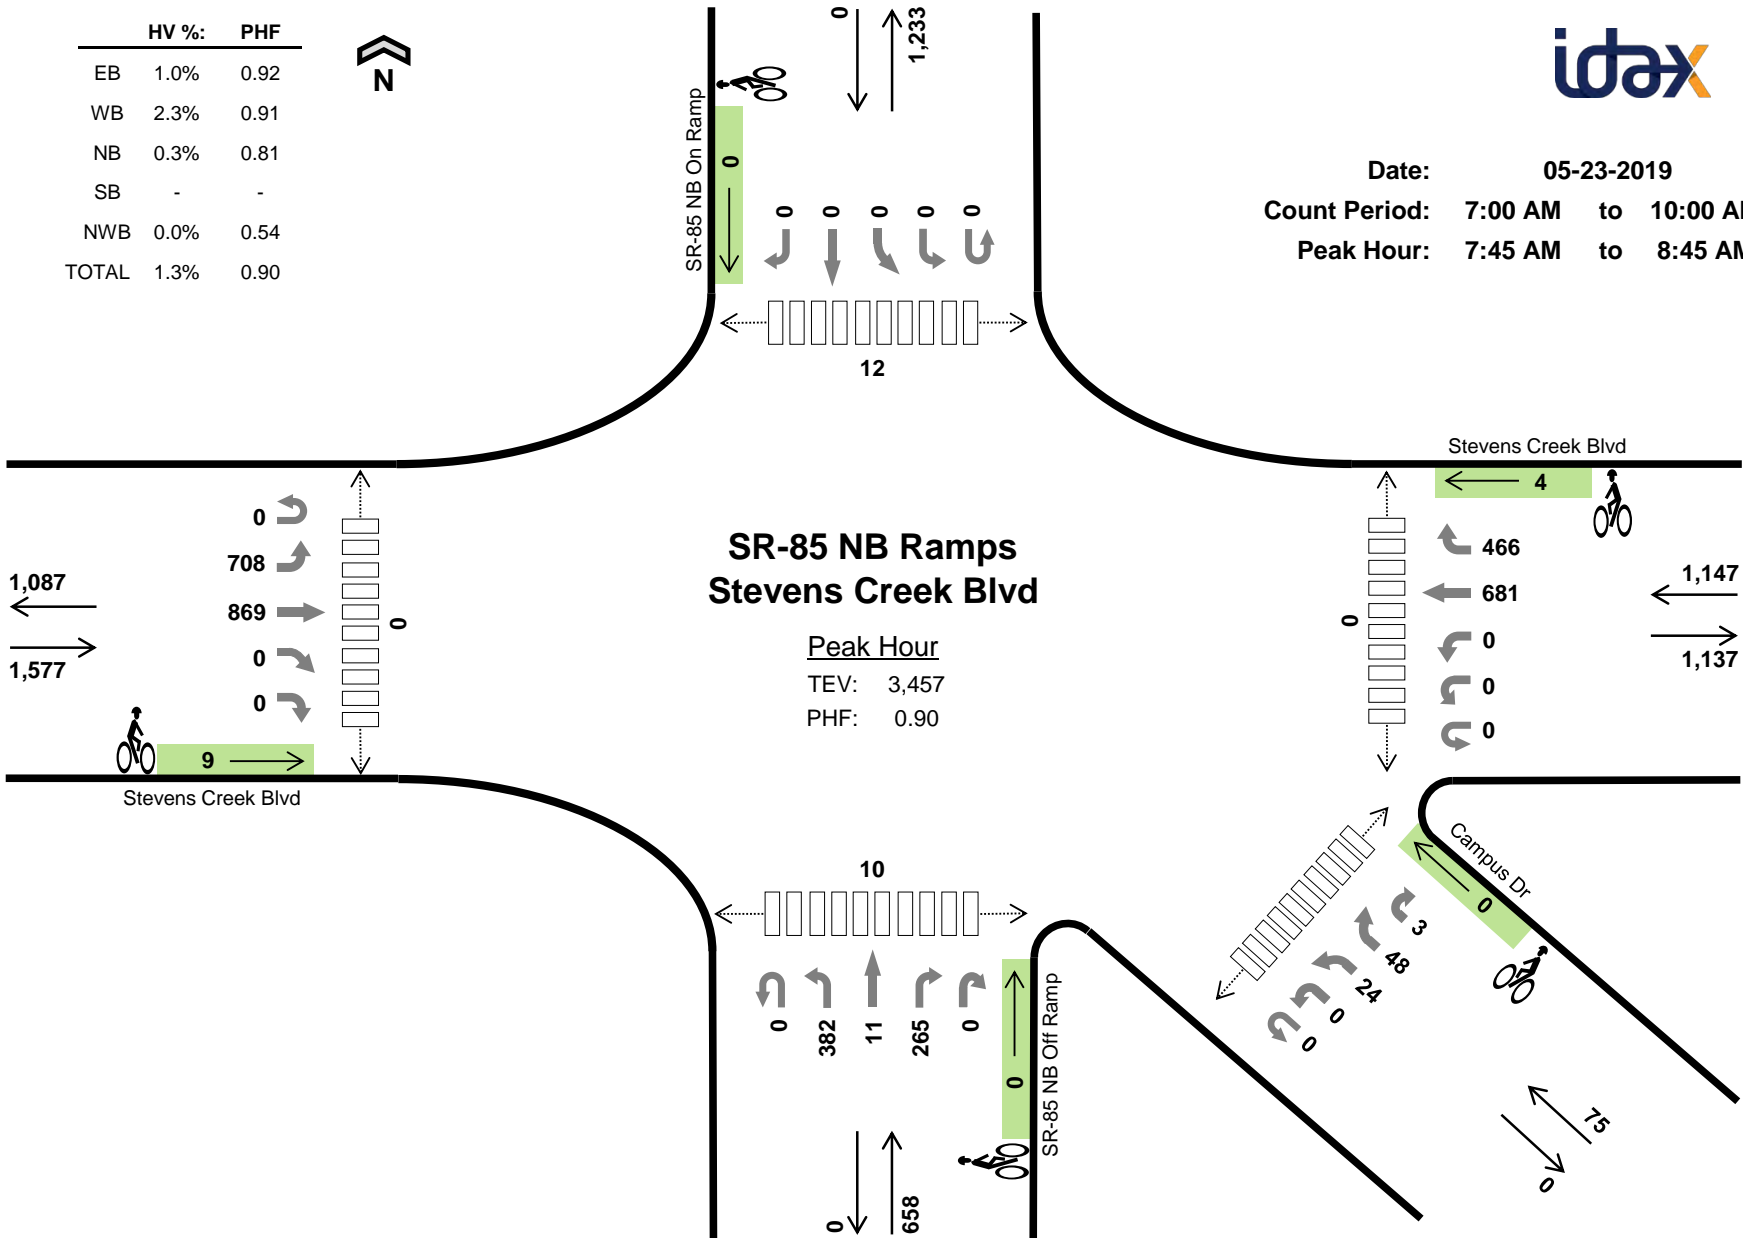 HV %: PHF
EB 1.0% 0.92
WB 2.3% 0.91
NB 0.3% 0.81
SB - -
NWB 0.0% 0.54
TOTAL 1.3% 0.90
N
idax
Date: 05-23-2019
Count Period: 7:00 AM to 10:00 A
Peak Hour: 7:45 AM to 8:45 AM
SR-85 NB On Ramp
0
0
1,233
0 0 0 0 0
12
Stevens Creek Blvd
4
466
681
0
0
0
1,147
1,137
0
0
708
869
0
0
0
1,087
1,577
9
Stevens Creek Blvd
SR-85 NB Ramps
Stevens Creek Blvd
Peak Hour
TEV: 3,457
PHF: 0.90
10
0 382 11 265 0
0
SR-85 NB Off Ramp
0
658
Campus Dr
0
3
48
24
0
0
75
0